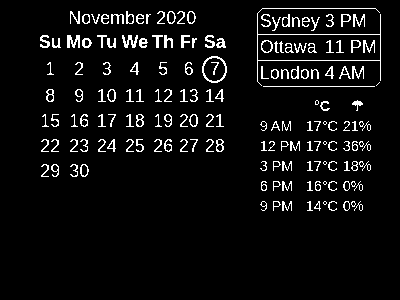 November 2020
Su Mo Tu We Th Fr Sa
1 2 3 4 5 6 7
8 9 10 11 12 13 14
15 16 17 18 19 20 21
22 23 24 25 26 27 28
29 30
Sydney 3 PM
Ottawa 11 PM
London 4 AM
°C ☂
9 AM 17°C 21%
12 PM 17°C 36%
3 PM 17°C 18%
6 PM 16°C 0%
9 PM 14°C 0%